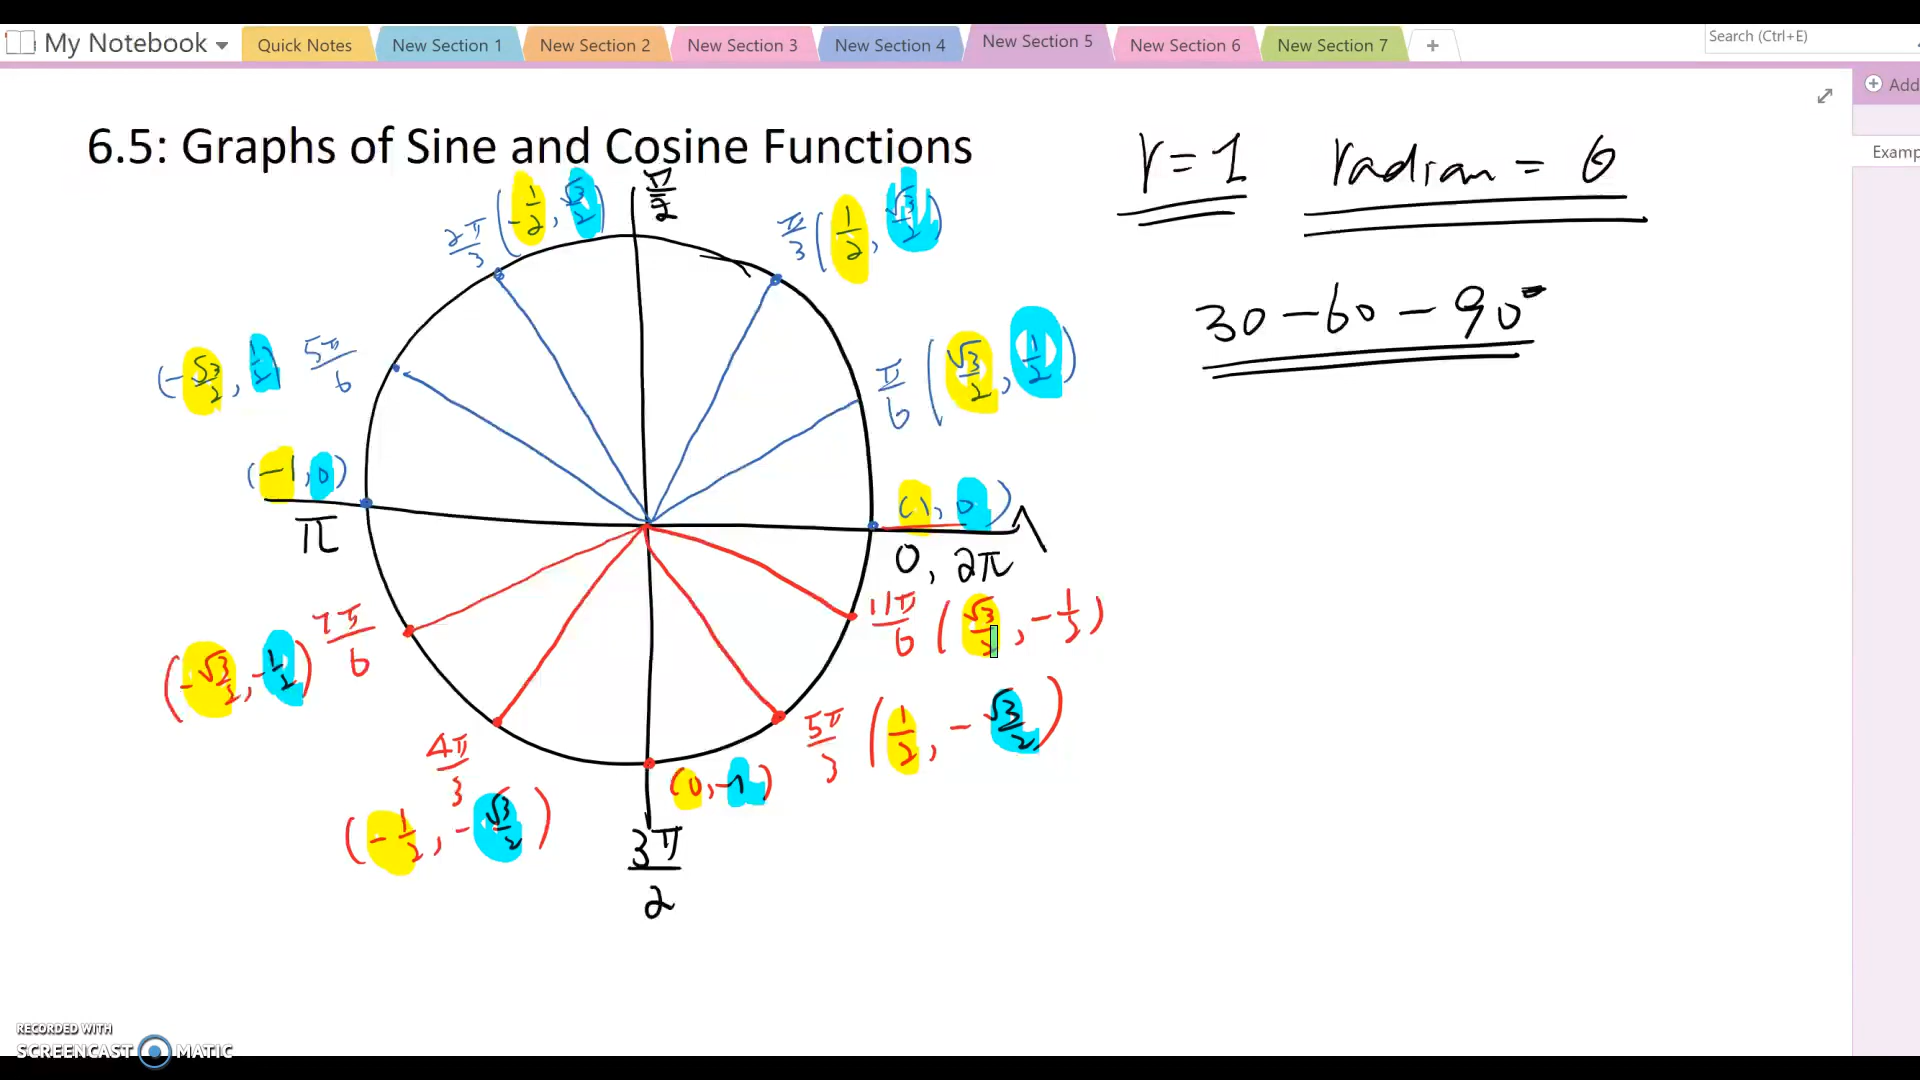 My Notebook
Quick Notes
New Section 1
New Section 2
New Section 3
New Section 4
New Section 5
New Section 6
New Section 7
+
Search (Ctrl+E)
Add
Examp
6.5: Graphs of Sine and Cosine Functions
r = 1
radian = θ
30 - 60 - 90°
π/2
2π/3 (-1/2, √3/2)
π/3 (1/2, √3/2)
(-√3/2, 1/2) 5π/6
π/6 (√3/2, 1/2)
(-1, 0)
π
(1, 0)
0, 2π
(-√3/2, -1/2) 7π/6
11π/6 (√3/2, -1/2)
4π/3
(-1/2, -√3/2)
5π/3 (1/2, -√3/2)
(0, -1)
3π/2
RECORDED WITH
SCREENCAST MATIC